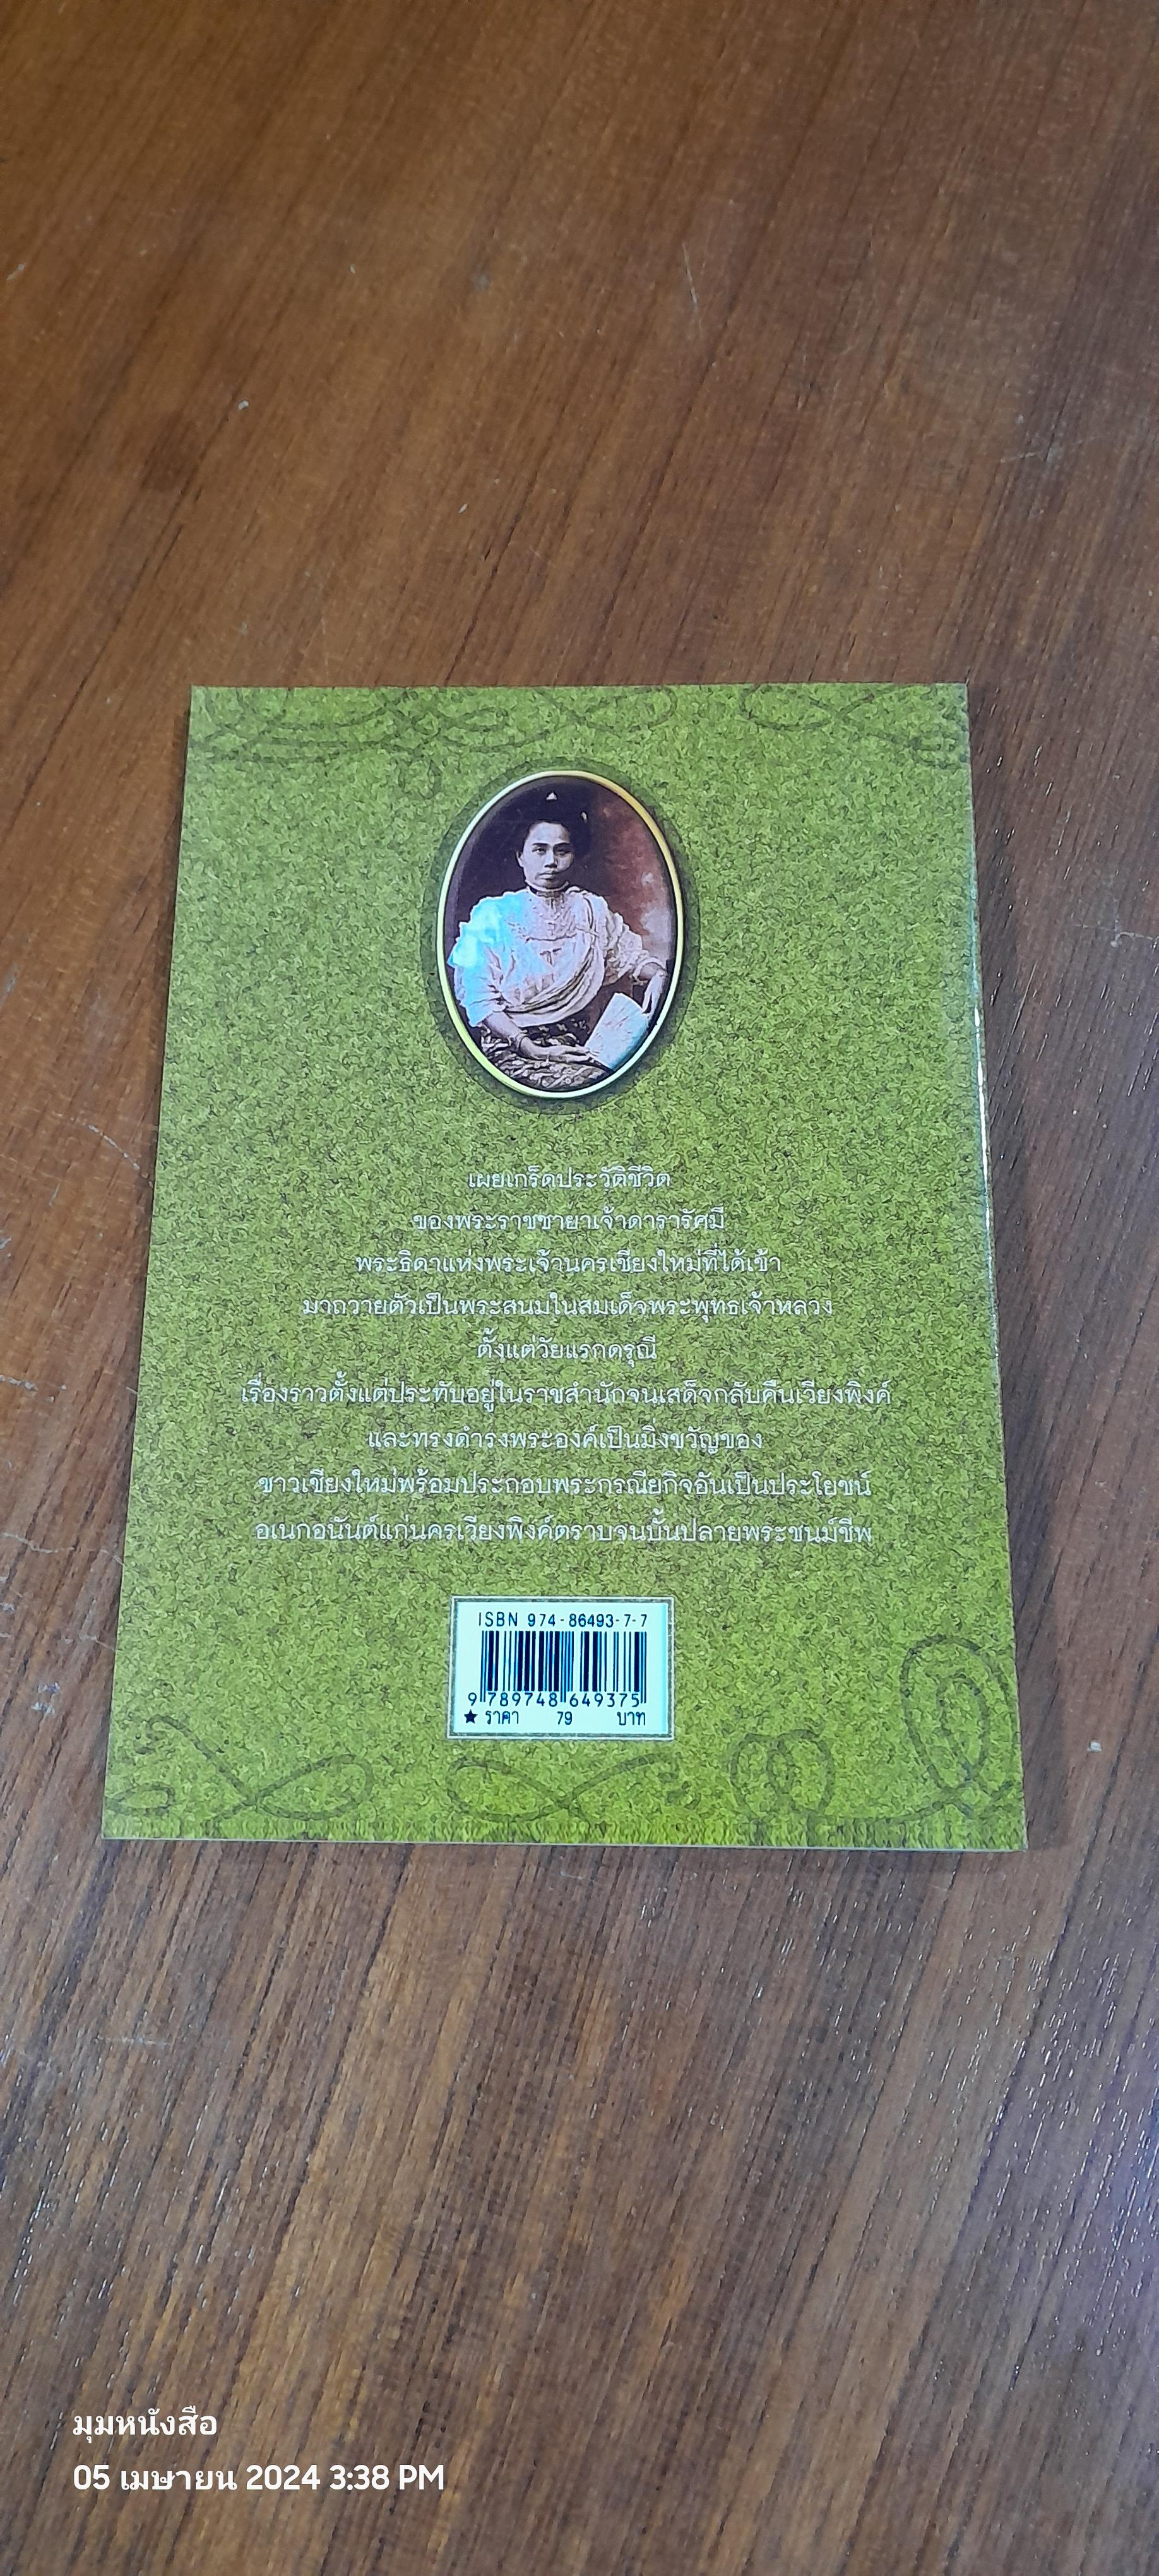 เผยเกร็ดประวัติชีวิต
ของพระราชชายาเจ้าดารารัศมี
พระธิดาแห่งพระเจ้านครเชียงใหม่ที่ได้เข้า
มาถวายตัวเป็นพระสนมในสมเด็จพระพุทธเจ้าหลวง
ตั้งแต่วัยแรกดรุณี
เรื่องราวตั้งแต่ประทับอยู่ในราชสำนักจนเสด็จกลับคืนเวียงพิงค์
และทรงดำรงพระองค์เป็นมิ่งขวัญของ
ชาวเชียงใหม่พร้อมประกอบพระกรณียกิจอันเป็นประโยชน์
อเนกอนันต์แก่นครเวียงพิงค์ตราบจนบั้นปลายพระชนม์ชีพ
ISBN 974-86493-7-7
9 789748 649375
★ ราคา 79 บาท
มุมหนังสือ
05 เมษายน 2024 3:38 PM